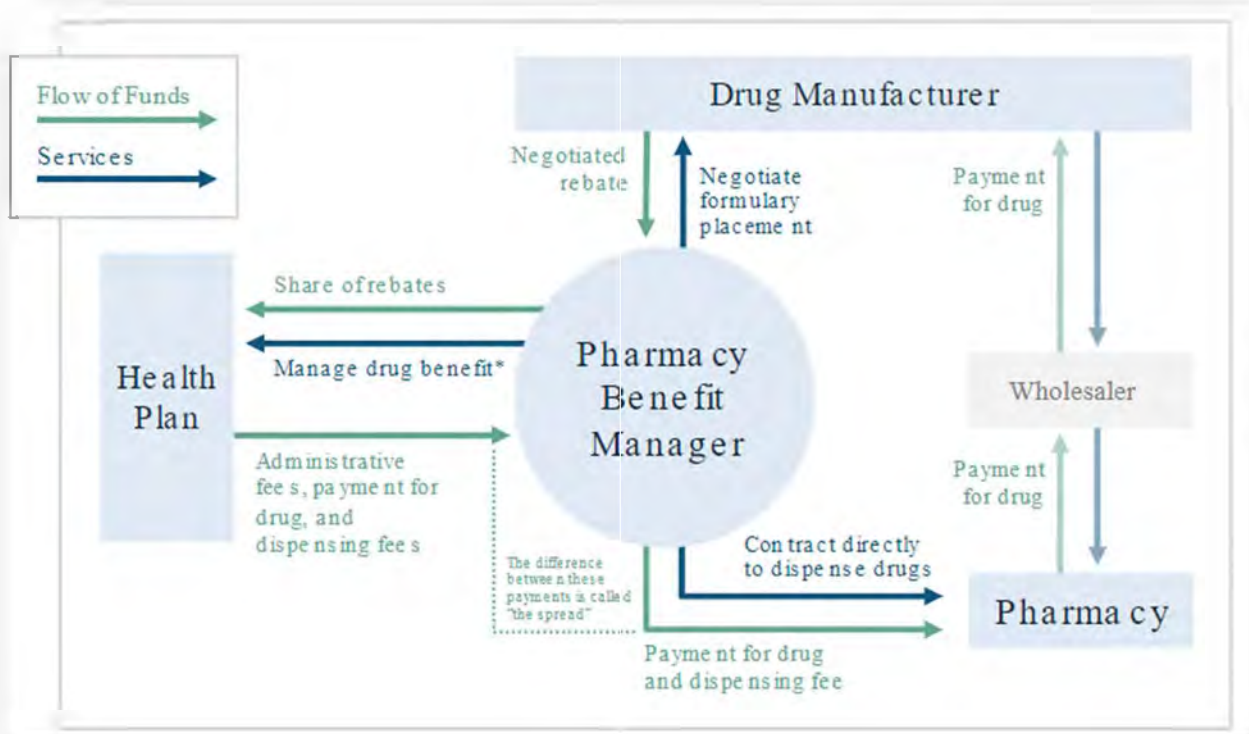 Flow of Funds
Services
Drug Manufacturer
Negotiated
rebate
Negotiate
formulary
placement
Payment
for drug
Share of rebates
Manage drug benefit*
Health
Plan
Pharmacy
Benefit
Manager
Wholesaler
Administrative
fees, payment for
drug, and
dispensing fees
Payment
for drug
The difference
between these
payments is called
"the spread"
Contract directly
to dispense drugs
Pharmacy
Payment for drug
and dispensing fee